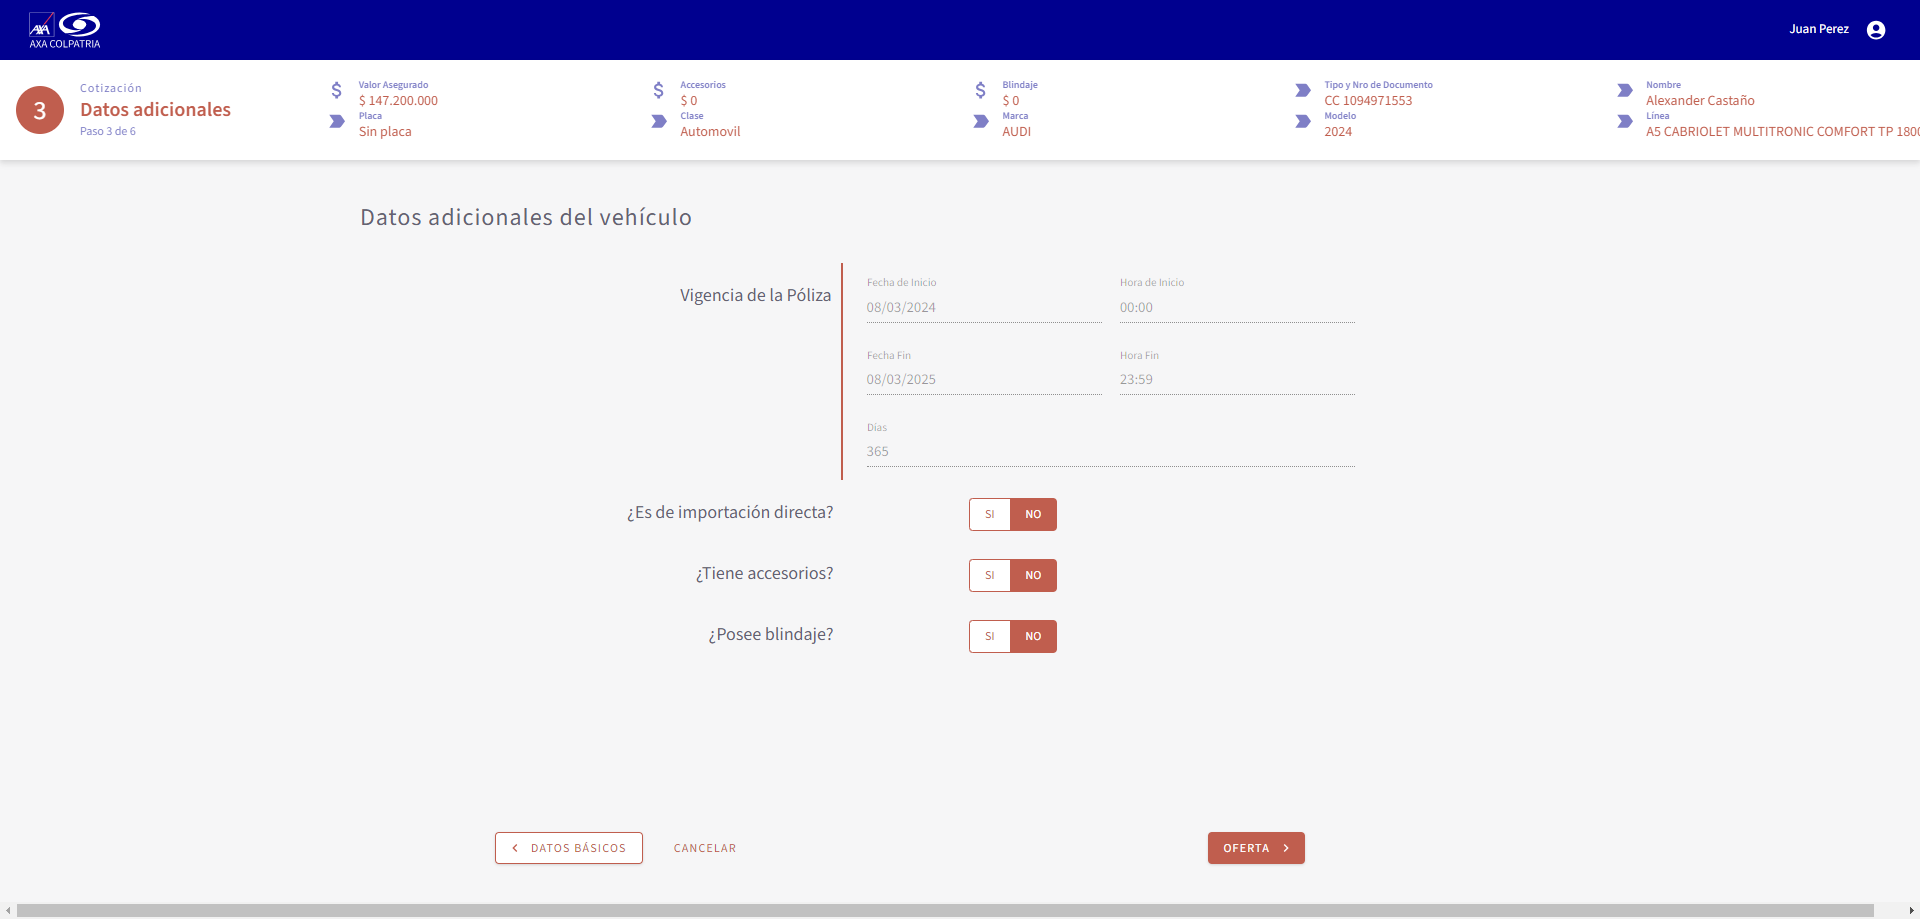 AXA
AXA COLPATRIA
Juan Perez
3
Cotización
Datos adicionales
Paso 3 de 6
Valor Asegurado
$ 147.200.000
Placa
Sin placa
Accesorios
$ 0
Clase
Automovil
Blindaje
$ 0
Marca
AUDI
Tipo y Nro de Documento
CC 1094971553
Modelo
2024
Nombre
Alexander Castaño
Línea
A5 CABRIOLET MULTITRONIC COMFORT TP 1800
Datos adicionales del vehículo
Vigencia de la Póliza
Fecha de Inicio
08/03/2024
Hora de Inicio
00:00
Fecha Fin
08/03/2025
Hora Fin
23:59
Días
365
¿Es de importación directa?
SI NO
¿Tiene accesorios?
SI NO
¿Posee blindaje?
SI NO
DATOS BÁSICOS
CANCELAR
OFERTA